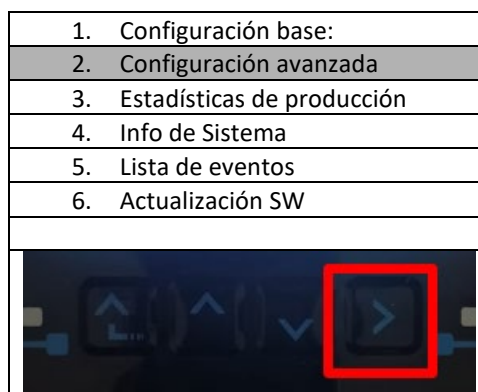 1. Configuración base:
2. Configuración avanzada
3. Estadísticas de producción
4. Info de Sistema
5. Lista de eventos
6. Actualización SW